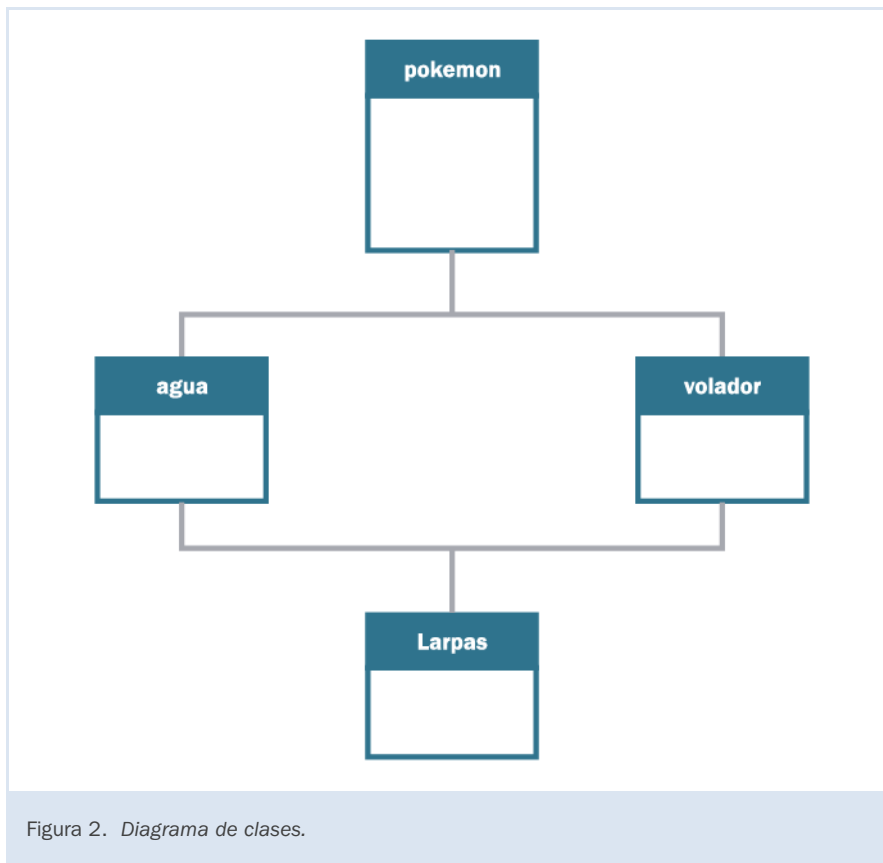 pokemon
agua
volador
Larpas
Figura 2. Diagrama de clases.